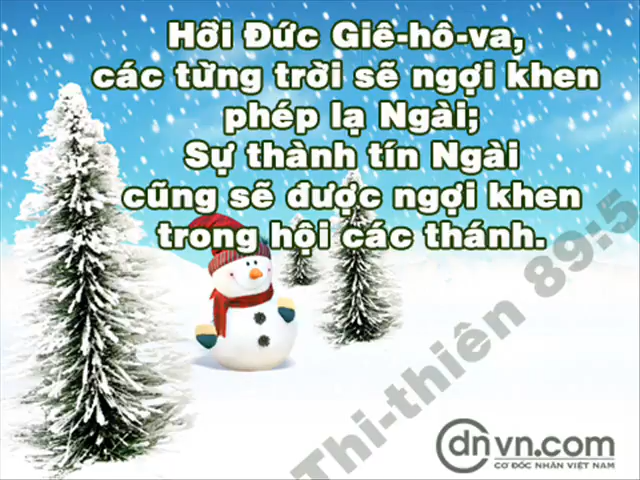 Hỡi Đức Giê-hô-va,
các từng trời sẽ ngợi khen
phép lạ Ngài;
Sự thành tín Ngài
cũng sẽ được ngợi khen
trong hội các thánh.
Thi-thiên 89:5
cdnvn.com
CƠ ĐỐC NHÂN VIỆT NAM